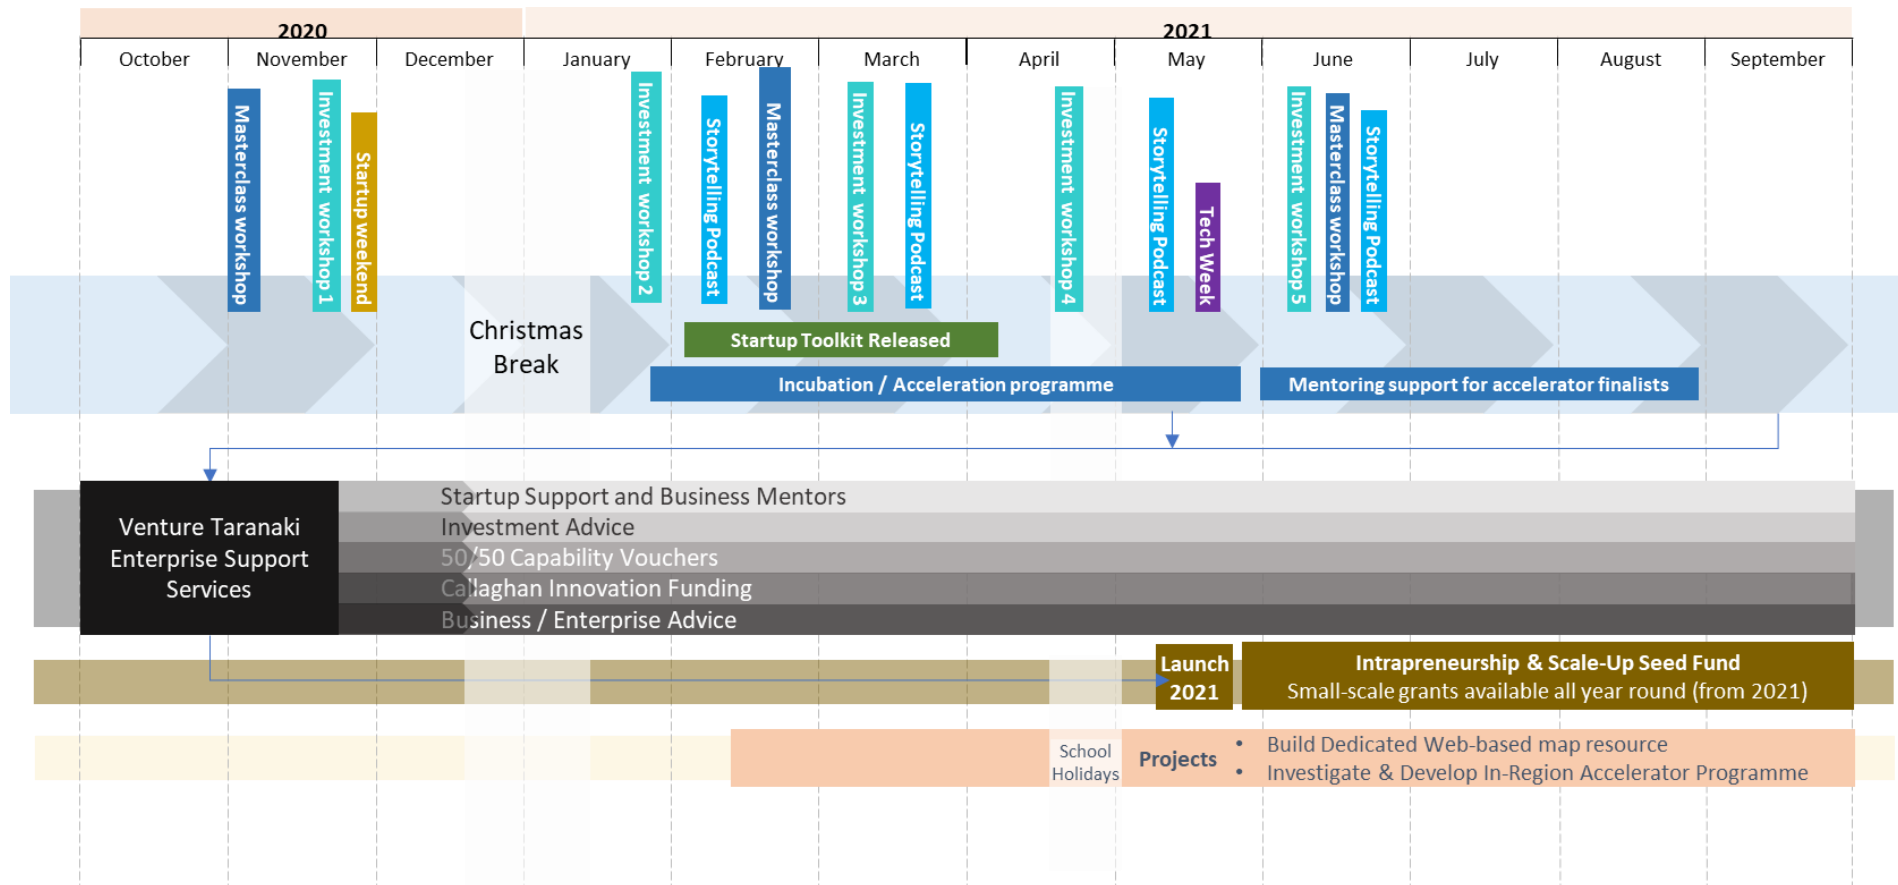 2020
2021
October
November
December
January
February
March
April
May
June
July
August
September
Masterclass workshop
Investment workshop 1
Startup weekend
Investment workshop 2
Storytelling Podcast
Masterclass workshop
Investment workshop 3
Storytelling Podcast
Investment workshop 4
Storytelling Podcast
Tech Week
Investment workshop 5
Masterclass workshop
Storytelling Podcast
Christmas
Break
Startup Toolkit Released
Incubation / Acceleration programme
Mentoring support for accelerator finalists
Venture Taranaki
Enterprise Support
Services
Startup Support and Business Mentors
Investment Advice
50/50 Capability Vouchers
Callaghan Innovation Funding
Business / Enterprise Advice
Launch
2021
Intrapreneurship & Scale-Up Seed Fund
Small-scale grants available all year round (from 2021)
School
Holidays
Projects
• Build Dedicated Web-based map resource
• Investigate & Develop In-Region Accelerator Programme